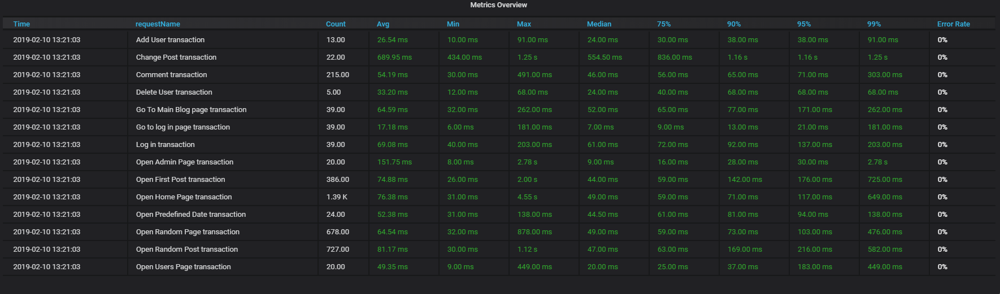 Metrics Overview
Time requestName Count Avg Min Max Median 75% 90% 95% 99% Error Rate
2019-02-10 13:21:03 Add User transaction 13.00 26.54 ms 10.00 ms 91.00 ms 24.00 ms 30.00 ms 38.00 ms 38.00 ms 91.00 ms 0%
2019-02-10 13:21:03 Change Post transaction 22.00 689.95 ms 434.00 ms 1.25 s 554.50 ms 836.00 ms 1.16 s 1.16 s 1.25 s 0%
2019-02-10 13:21:03 Comment transaction 215.00 54.19 ms 30.00 ms 491.00 ms 46.00 ms 56.00 ms 65.00 ms 71.00 ms 303.00 ms 0%
2019-02-10 13:21:03 Delete User transaction 5.00 33.20 ms 12.00 ms 68.00 ms 24.00 ms 40.00 ms 68.00 ms 68.00 ms 68.00 ms 0%
2019-02-10 13:21:03 Go To Main Blog page transaction 39.00 64.59 ms 32.00 ms 262.00 ms 52.00 ms 65.00 ms 77.00 ms 171.00 ms 262.00 ms 0%
2019-02-10 13:21:03 Go to log in page transaction 39.00 17.18 ms 6.00 ms 181.00 ms 7.00 ms 9.00 ms 13.00 ms 21.00 ms 181.00 ms 0%
2019-02-10 13:21:03 Log in transaction 39.00 69.08 ms 40.00 ms 203.00 ms 61.00 ms 72.00 ms 92.00 ms 137.00 ms 203.00 ms 0%
2019-02-10 13:21:03 Open Admin Page transaction 20.00 151.75 ms 8.00 ms 2.78 s 9.00 ms 16.00 ms 28.00 ms 30.00 ms 2.78 s 0%
2019-02-10 13:21:03 Open First Post transaction 386.00 74.88 ms 26.00 ms 2.00 s 44.00 ms 59.00 ms 142.00 ms 176.00 ms 725.00 ms 0%
2019-02-10 13:21:03 Open Home Page transaction 1.39 K 76.38 ms 31.00 ms 4.55 s 49.00 ms 59.00 ms 71.00 ms 117.00 ms 649.00 ms 0%
2019-02-10 13:21:03 Open Predefined Date transaction 24.00 52.38 ms 31.00 ms 138.00 ms 44.50 ms 61.00 ms 81.00 ms 94.00 ms 138.00 ms 0%
2019-02-10 13:21:03 Open Random Page transaction 678.00 64.54 ms 32.00 ms 878.00 ms 49.00 ms 59.00 ms 73.00 ms 103.00 ms 476.00 ms 0%
2019-02-10 13:21:03 Open Random Post transaction 727.00 81.17 ms 30.00 ms 1.12 s 47.00 ms 63.00 ms 169.00 ms 216.00 ms 582.00 ms 0%
2019-02-10 13:21:03 Open Users Page transaction 20.00 49.35 ms 9.00 ms 449.00 ms 20.00 ms 25.00 ms 37.00 ms 183.00 ms 449.00 ms 0%